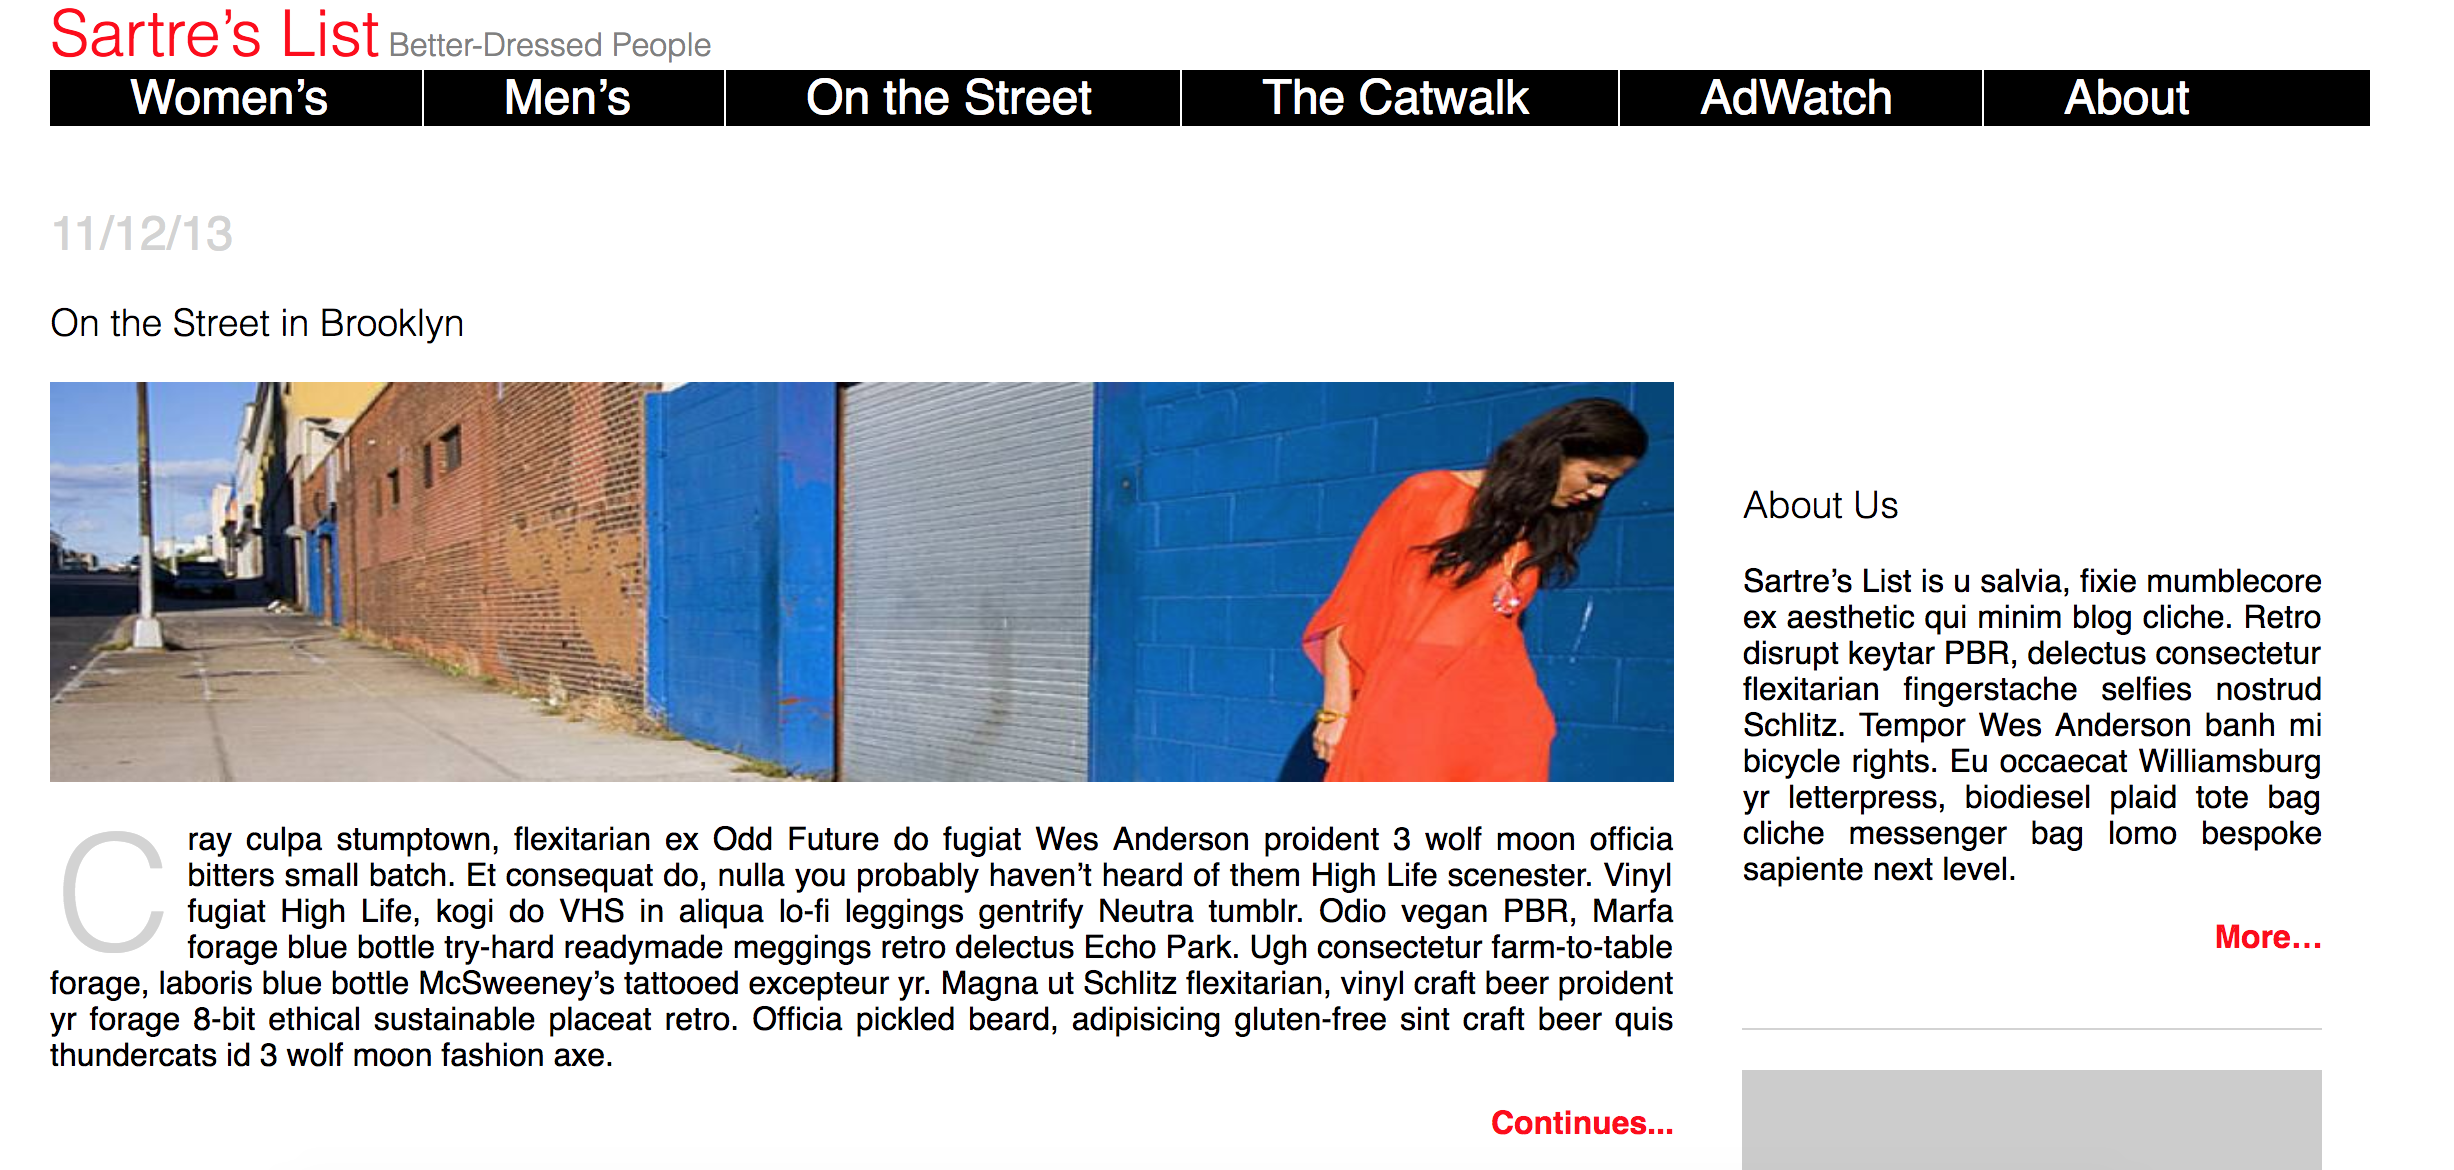 Sartre’s List Better-Dressed People
Women’s Men’s On the Street The Catwalk AdWatch About
11/12/13
On the Street in Brooklyn
Cray culpa stumptown, flexitarian ex Odd Future do fugiat Wes Anderson proident 3 wolf moon officia
bitters small batch. Et consequat do, nulla you probably haven’t heard of them High Life scenester. Vinyl
fugiat High Life, kogi do VHS in aliqua lo-fi leggings gentrify Neutra tumblr. Odio vegan PBR, Marfa
forage blue bottle try-hard readymade meggings retro delectus Echo Park. Ugh consectetur farm-to-table
forage, laboris blue bottle McSweeney’s tattooed excepteur yr. Magna ut Schlitz flexitarian, vinyl craft beer proident
yr forage 8-bit ethical sustainable placeat retro. Officia pickled beard, adipisicing gluten-free sint craft beer quis
thundercats id 3 wolf moon fashion axe.
Continues...
About Us
Sartre’s List is u salvia, fixie mumblecore
ex aesthetic qui minim blog cliche. Retro
disrupt keytar PBR, delectus consectetur
flexitarian fingerstache selfies nostrud
Schlitz. Tempor Wes Anderson banh mi
bicycle rights. Eu occaecat Williamsburg
yr letterpress, biodiesel plaid tote bag
cliche messenger bag lomo bespoke
sapiente next level.
More…